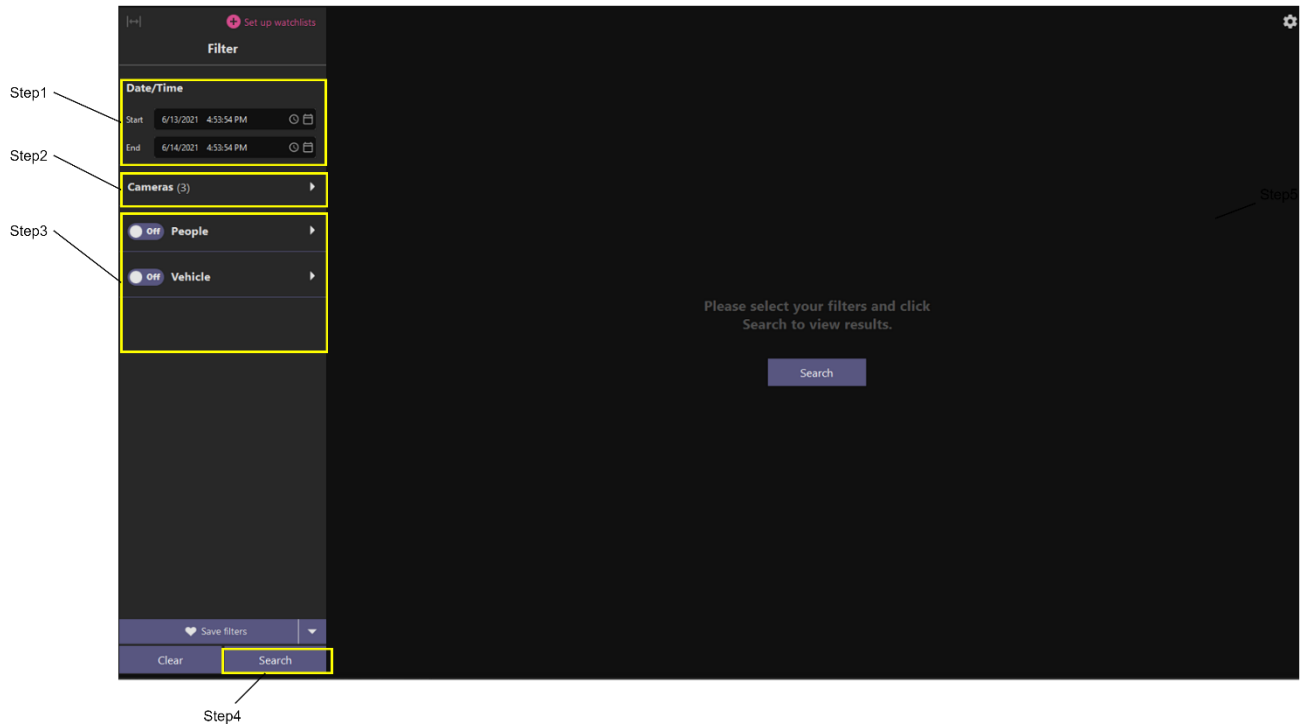 Set up watchlists
Filter
Step1
Date/Time
Start 6/13/2021 4:53:54 PM
End 6/14/2021 4:53:54 PM
Step2
Cameras (3)
Step3
Off People
Off Vehicle
Step5
Please select your filters and click
Search to view results.
Search
Save filters
Clear Search
Step4